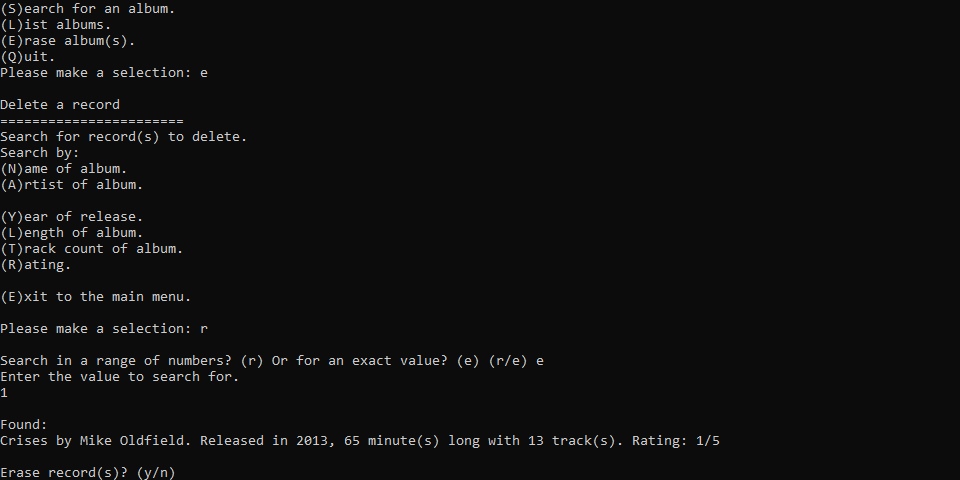 (S)earch for an album.
(L)ist albums.
(E)rase album(s).
(Q)uit.
Please make a selection: e
Delete a record
=======================
Search for record(s) to delete.
Search by:
(N)ame of album.
(A)rtist of album.
(Y)ear of release.
(L)ength of album.
(T)rack count of album.
(R)ating.
(E)xit to the main menu.
Please make a selection: r
Search in a range of numbers? (r) Or for an exact value? (e) (r/e) e
Enter the value to search for.
1
Found:
Crises by Mike Oldfield. Released in 2013, 65 minute(s) long with 13 track(s). Rating: 1/5
Erase record(s)? (y/n)